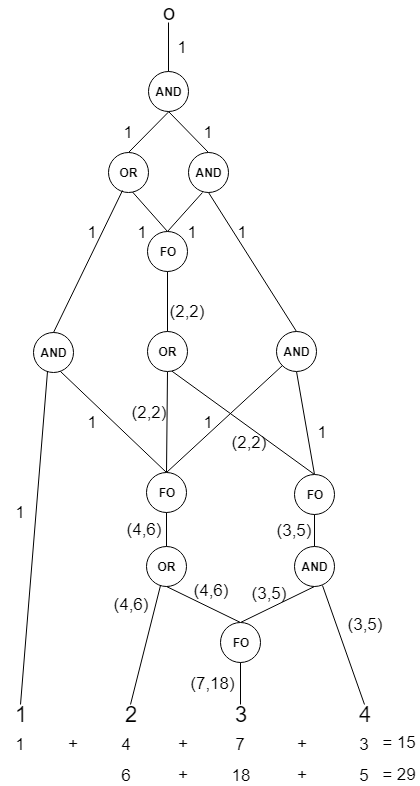 O
1
AND
1 1
OR AND
1 1 1 1
FO
(2,2)
AND OR AND
1 (2,2) 1 (2,2) 1
FO FO
1 (4,6) (3,5)
OR AND
(4,6) (4,6) (3,5) (3,5)
FO
(7,18)
1 2 3 4
1 + 4 + 7 + 3 = 15
6 + 18 + 5 = 29